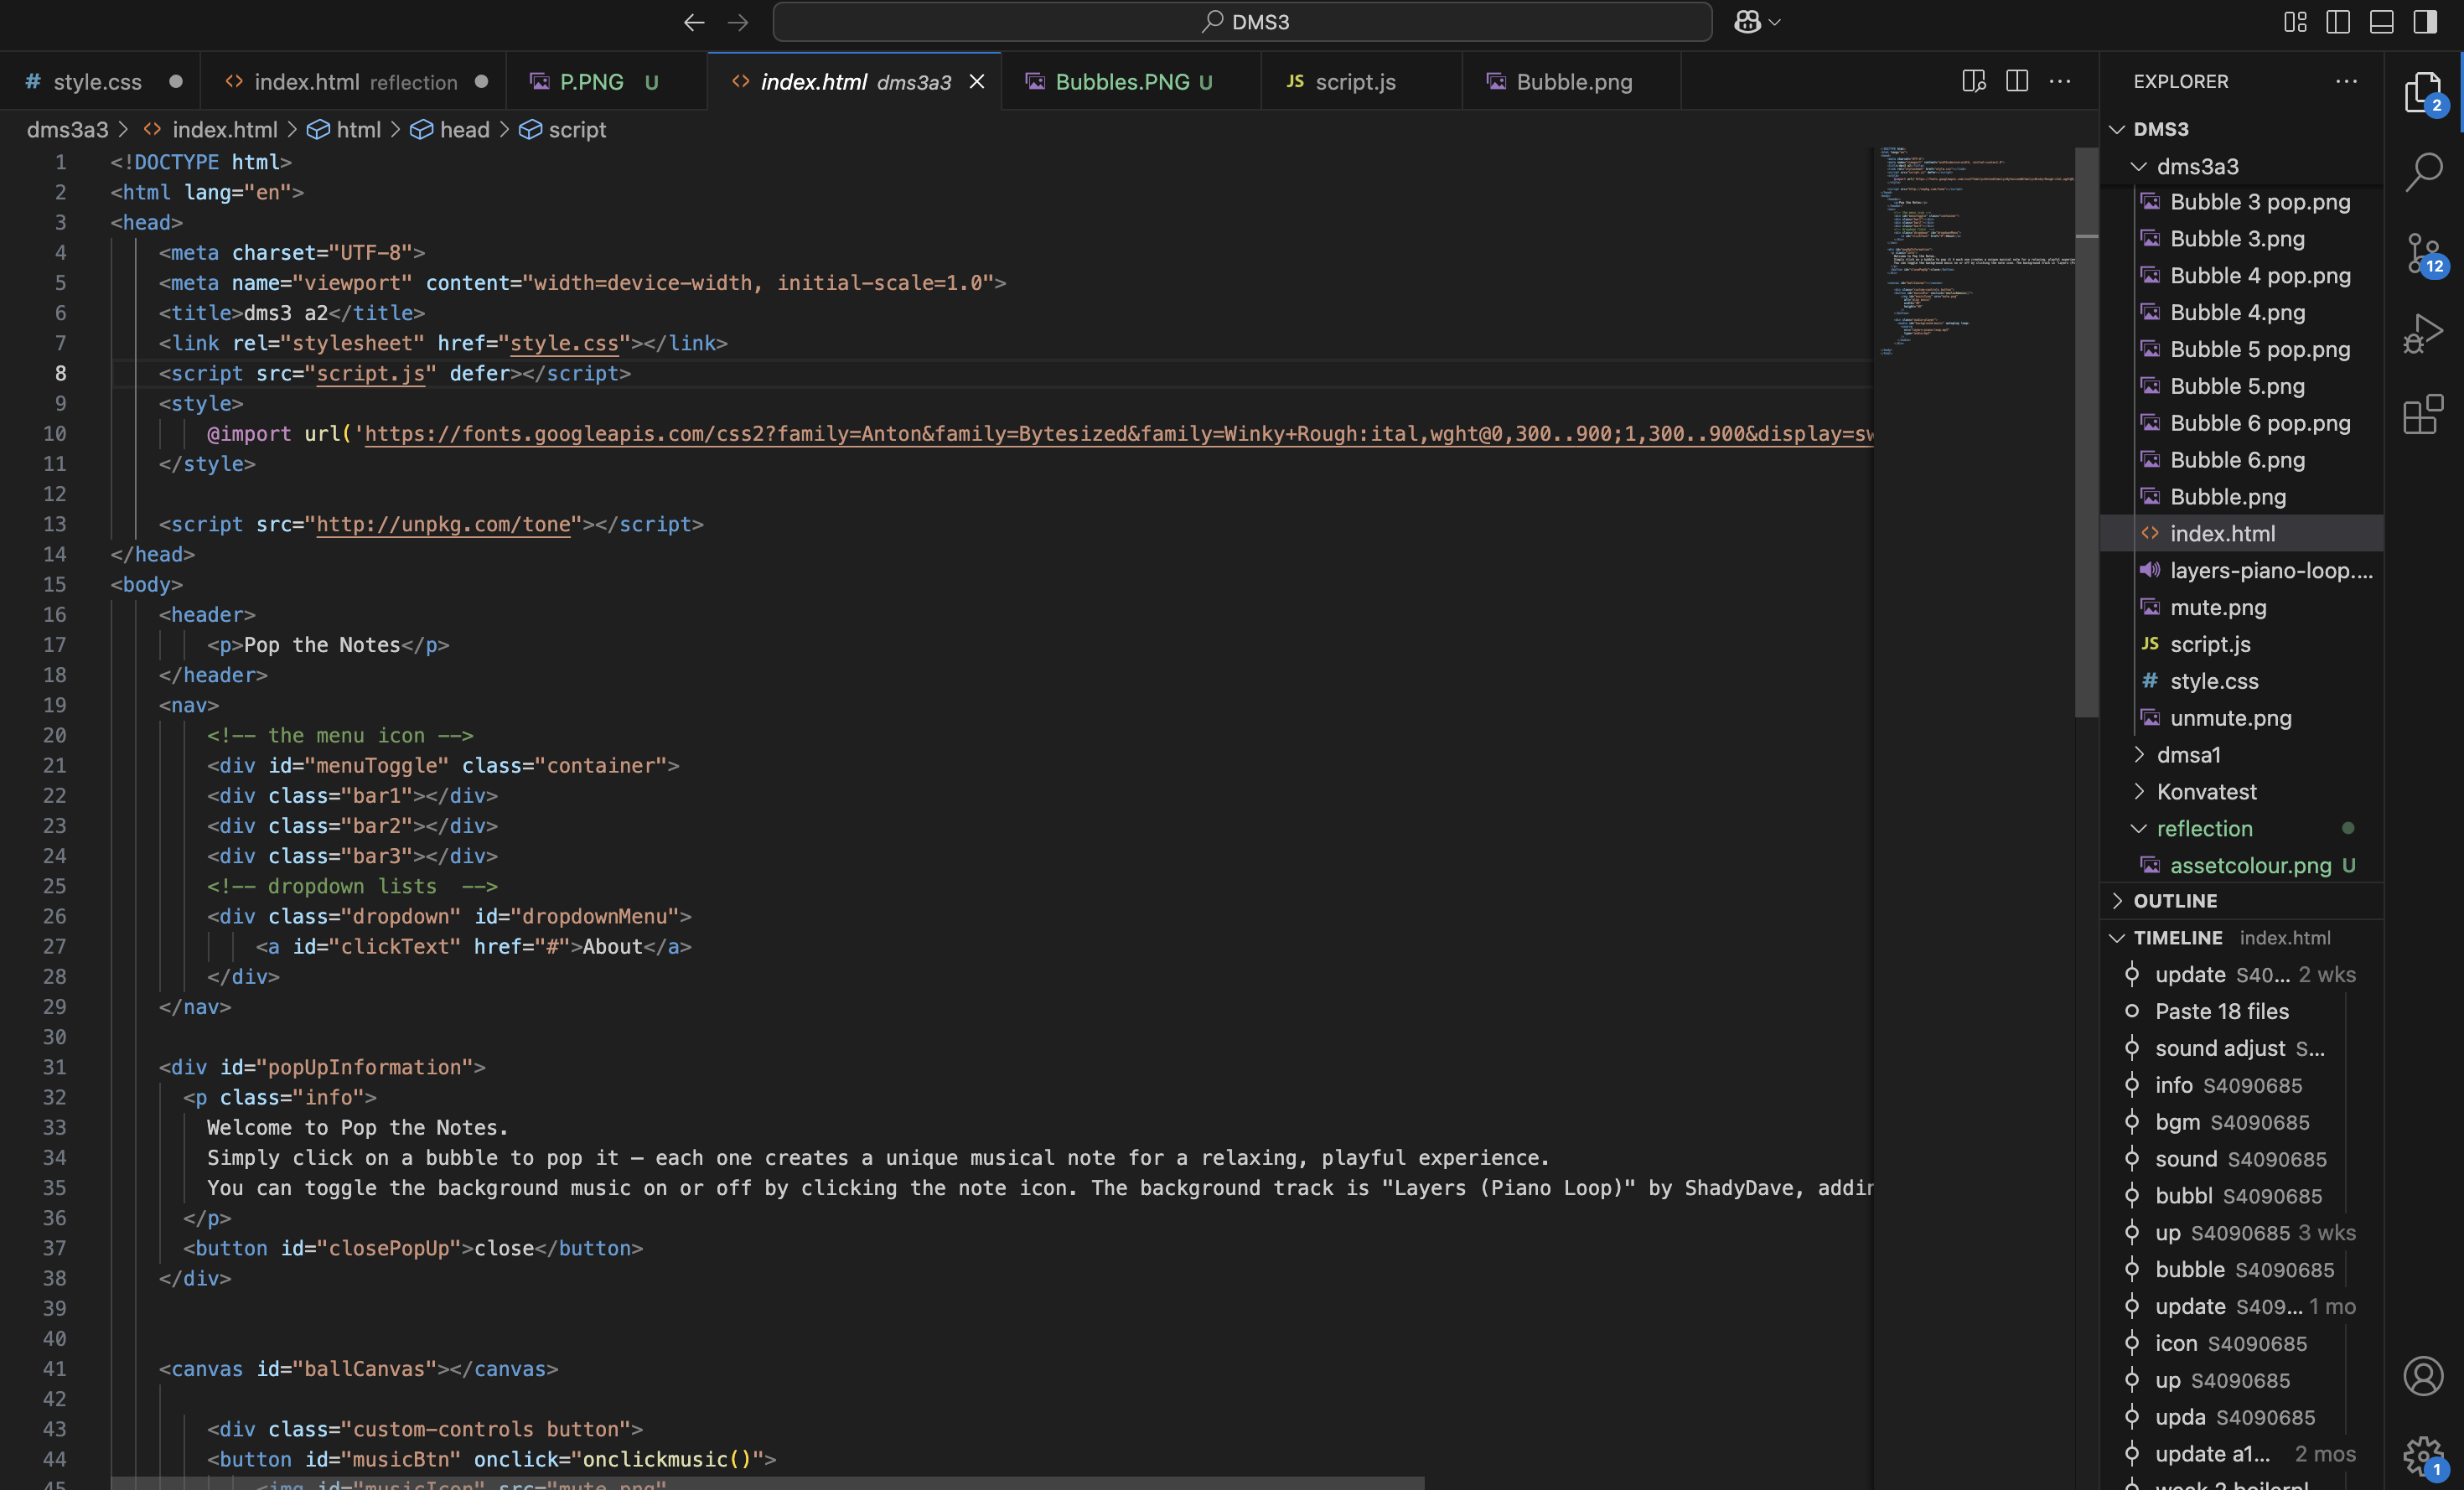 DMS3
style.css
index.html reflection
P.PNG U
index.html dms3a3
Bubbles.PNG U
script.js
Bubble.png
dms3a3 > index.html > html > head > script
1 <!DOCTYPE html>
2 <html lang="en">
3 <head>
4 <meta charset="UTF-8">
5 <meta name="viewport" content="width=device-width, initial-scale=1.0">
6 <title>dms3 a2</title>
7 <link rel="stylesheet" href="style.css"></link>
8 <script src="script.js" defer></script>
9 <style>
10 @import url('https://fonts.googleapis.com/css2?family=Anton&family=Bytesized&family=Winky+Rough:ital,wght@0,300..900;1,300..900&display=sw
11 </style>
12
13 <script src="http://unpkg.com/tone"></script>
14 </head>
15 <body>
16 <header>
17 <p>Pop the Notes</p>
18 </header>
19 <nav>
20 <!-- the menu icon -->
21 <div id="menuToggle" class="container">
22 <div class="bar1"></div>
23 <div class="bar2"></div>
24 <div class="bar3"></div>
25 <!-- dropdown lists  -->
26 <div class="dropdown" id="dropdownMenu">
27 <a id="clickText" href="#">About</a>
28 </div>
29 </nav>
30
31 <div id="popUpInformation">
32 <p class="info">
33 Welcome to Pop the Notes.
34 Simply click on a bubble to pop it – each one creates a unique musical note for a relaxing, playful experience.
35 You can toggle the background music on or off by clicking the note icon. The background track is "Layers (Piano Loop)" by ShadyDave, addin
36 </p>
37 <button id="closePopUp">close</button>
38 </div>
39
40
41 <canvas id="ballCanvas"></canvas>
42
43 <div class="custom-controls button">
44 <button id="musicBtn" onclick="onclickmusic()">
45 <img id="musicIcon" src="mute.png"
EXPLORER
DMS3
dms3a3
Bubble 3 pop.png
Bubble 3.png
Bubble 4 pop.png
Bubble 4.png
Bubble 5 pop.png
Bubble 5.png
Bubble 6 pop.png
Bubble 6.png
Bubble.png
index.html
layers-piano-loop....
mute.png
JS script.js
# style.css
unmute.png
dmsa1
Konvatest
reflection
assetcolour.png U
OUTLINE
TIMELINE index.html
update S40... 2 wks
Paste 18 files
sound adjust S...
info S4090685
bgm S4090685
sound S4090685
bubbl S4090685
up S4090685 3 wks
bubble S4090685
update S409... 1 mo
icon S4090685
up S4090685
upda S4090685
update a1... 2 mos
2
12
1